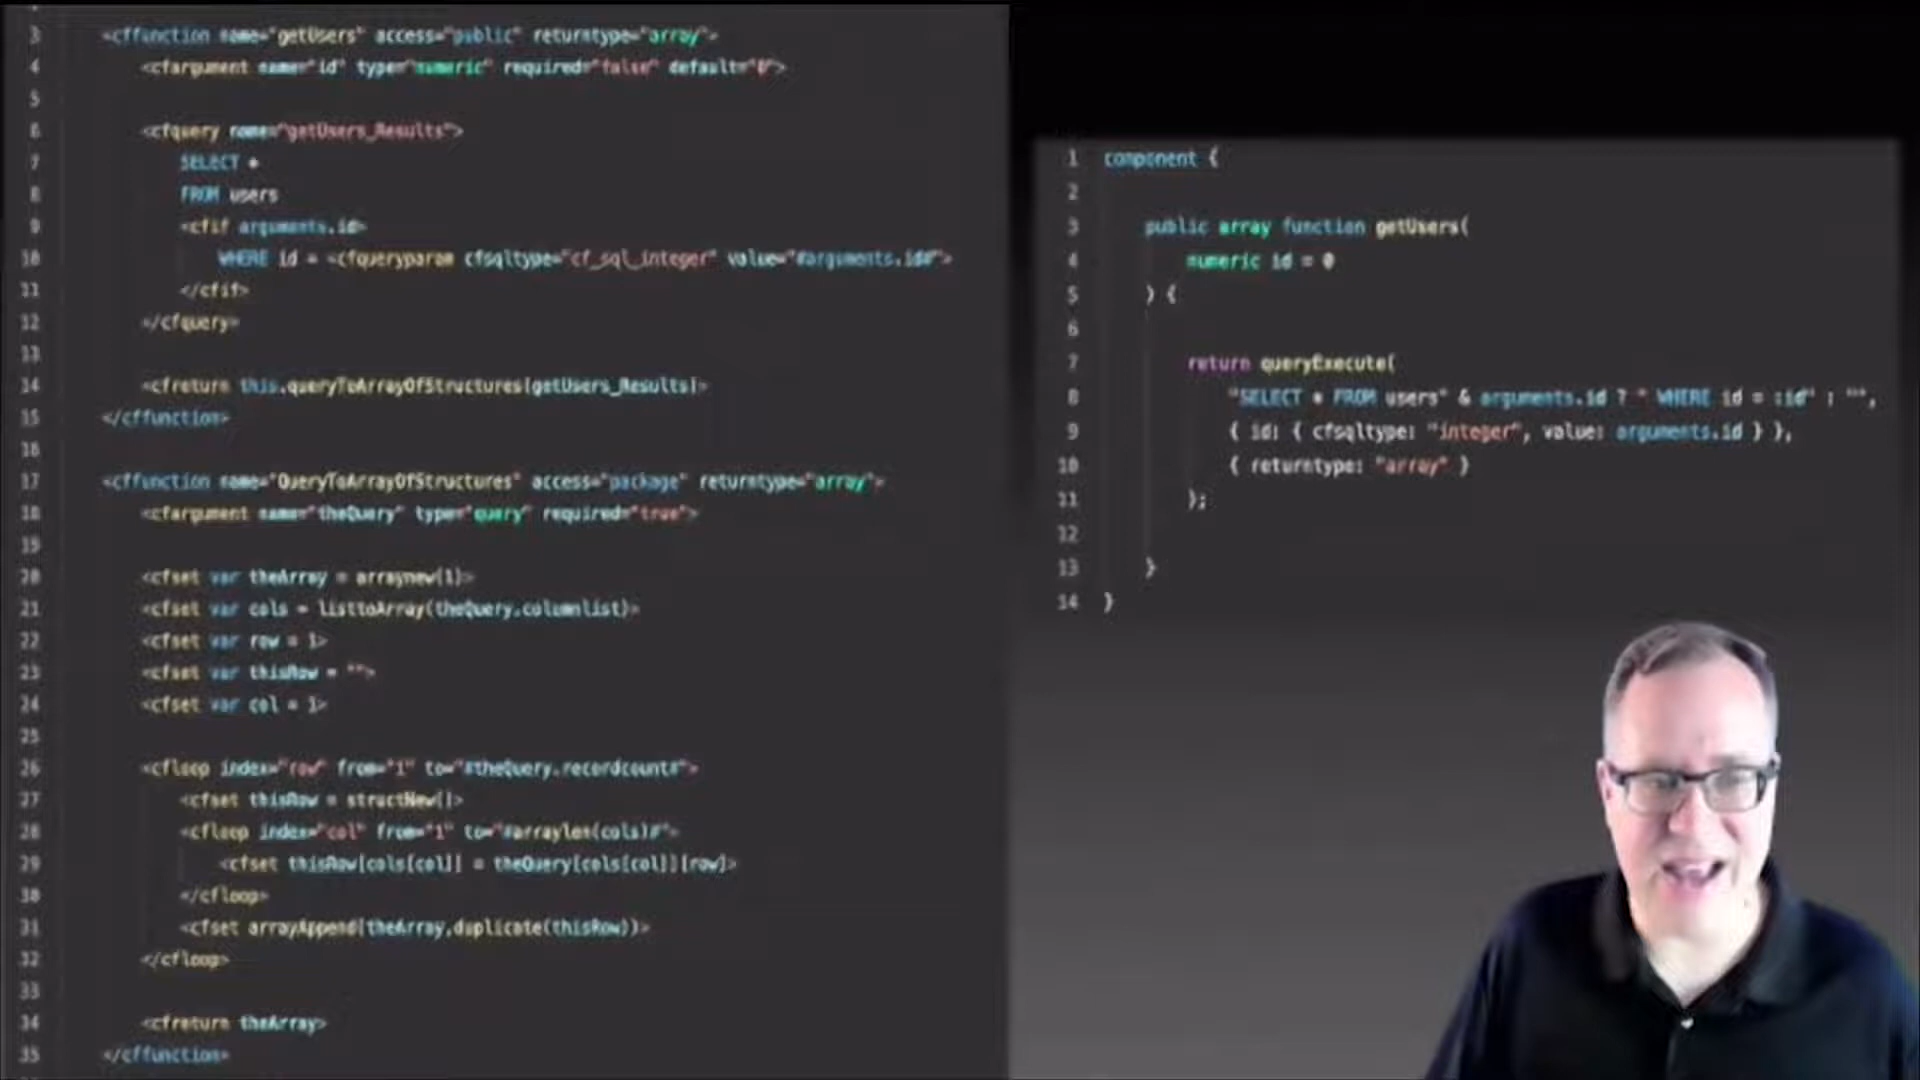 3 <cffunction name="getUsers" access="public" returntype="array">
4 <cfargument name="id" type="numeric" required="false" default="0">
5
6 <cfquery name="getUsers_Results">
7 SELECT *
8 FROM users
9 <cfif arguments.id>
10 WHERE id = <cfqueryparam cfsqltype="cf_sql_integer" value="#arguments.id#">
11 </cfif>
12 </cfquery>
13
14 <cfreturn this.queryToArrayOfStructures(getUsers_Results)>
15 </cffunction>
16
17 <cffunction name="QueryToArrayOfStructures" access="package" returntype="array">
18 <cfargument name="theQuery" type="query" required="true">
19
20 <cfset var theArray = arraynew(1)>
21 <cfset var cols = listtoArray(theQuery.columnlist)>
22 <cfset var row = 1>
23 <cfset var thisRow = "">
24 <cfset var col = 1>
25
26 <cfloop index="row" from="1" to="#theQuery.recordcount#">
27 <cfset thisRow = structNew()>
28 <cfloop index="col" from="1" to="#arraylen(cols)#">
29 <cfset thisRow[cols[col]] = theQuery[cols[col]][row]>
30 </cfloop>
31 <cfset arrayAppend(theArray,duplicate(thisRow))>
32 </cfloop>
33
34 <cfreturn theArray>
35 </cffunction>
1 component {
2
3 public array function getUsers(
4 numeric id = 0
5 ) {
6
7 return queryExecute(
8 "SELECT * FROM users" & arguments.id ? " WHERE id = :id" : "",
9 { id: { cfsqltype: "integer", value: arguments.id } },
10 { returntype: "array" }
11 );
12
13 }
14 }